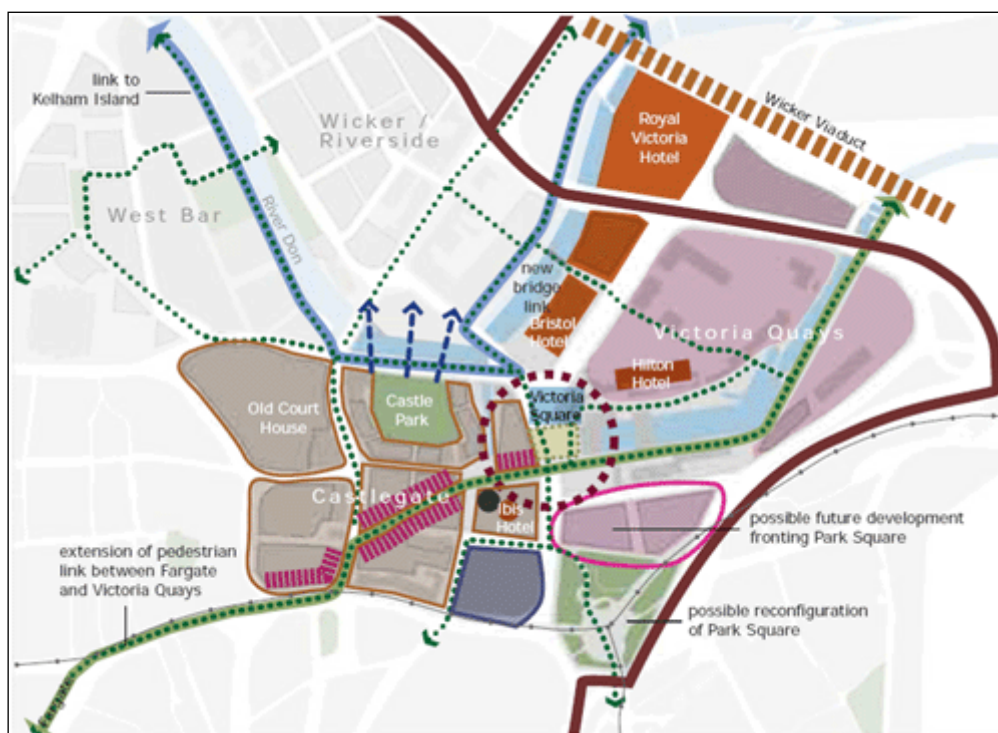 link to
Kelham Island
Wicker /
Riverside
Royal
Victoria
Hotel
Wicker Viaduct
West Bar
River Don
new
bridge
link
Bristol
Hotel
Victoria Quays
Hilton
Hotel
Old Court
House
Castle
Park
Victoria
Square
Castlegate
Ibis
Hotel
possible future development
fronting Park Square
extension of pedestrian
link between Fargate
and Victoria Quays
possible reconfiguration
of Park Square
Fargate